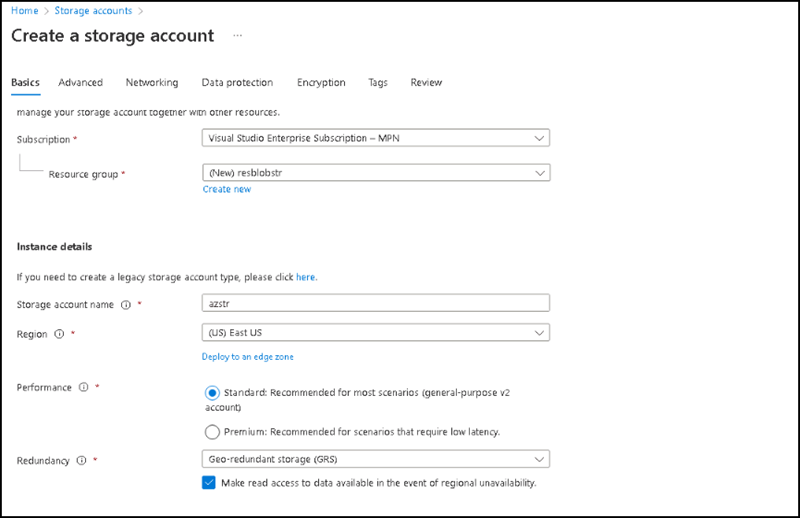 Home > Storage accounts >
Create a storage account ...
Basics Advanced Networking Data protection Encryption Tags Review
manage your storage account together with other resources.
Subscription * Visual Studio Enterprise Subscription – MPN
Resource group * (New) resblobstr
Create new
Instance details
If you need to create a legacy storage account type, please click here.
Storage account name * azstr
Region * (US) East US
Deploy to an edge zone
Performance * Standard: Recommended for most scenarios (general-purpose v2
account)
Premium: Recommended for scenarios that require low latency.
Redundancy * Geo-redundant storage (GRS)
Make read access to data available in the event of regional unavailability.